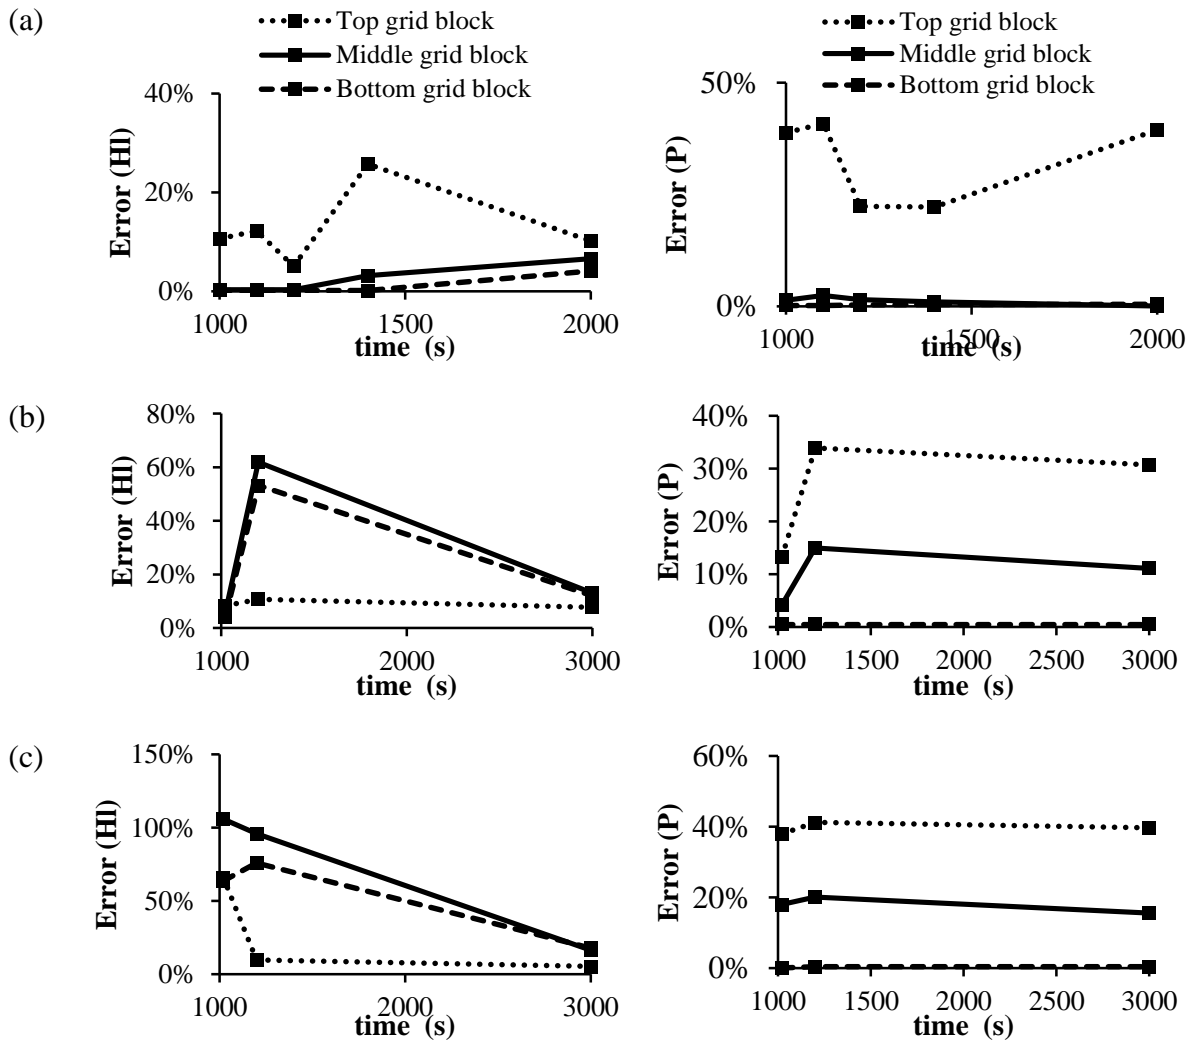 (a)
Top grid block
Middle grid block
Bottom grid block
40%
20%
0%
Error (Hl)
1000
1500
2000
time (s)
Top grid block
Middle grid block
Bottom grid block
50%
0%
Error (P)
1000
1500
2000
time (s)
(b)
80%
60%
40%
20%
0%
Error (Hl)
1000
2000
3000
time (s)
40%
30%
20%
10%
0%
Error (P)
1000
1500
2000
2500
3000
time (s)
(c)
150%
100%
50%
0%
Error (Hl)
1000
2000
3000
time (s)
60%
40%
20%
0%
Error (P)
1000
1500
2000
2500
3000
time (s)